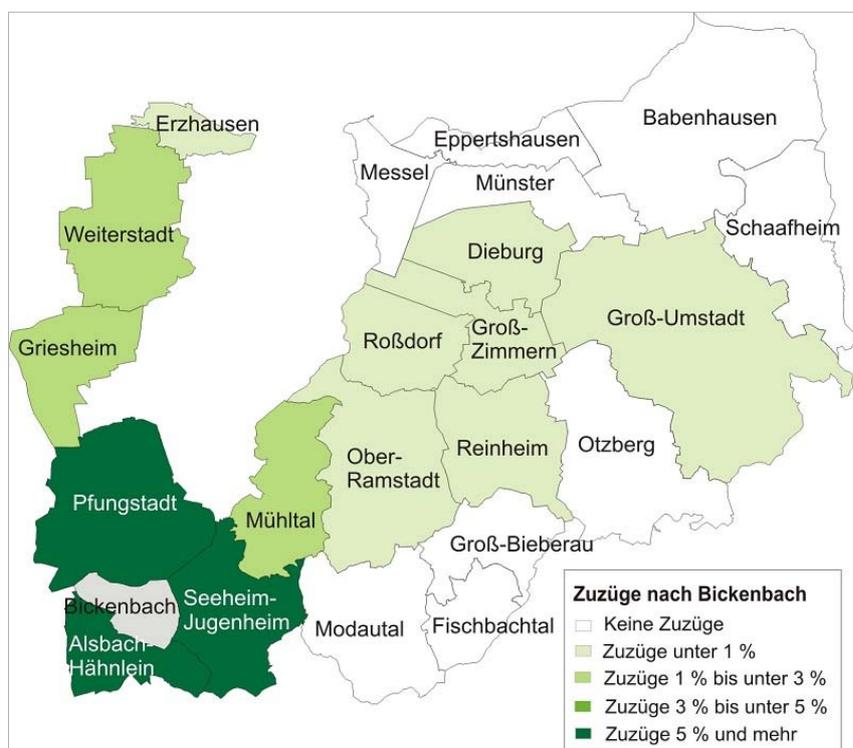 Erzhausen
Babenhausen
Eppertshausen
Messel
Münster
Schaafheim
Weiterstadt
Dieburg
Groß-Umstadt
Griesheim
Roßdorf
Groß-
Zimmern
Otzberg
Reinheim
Ober-
Ramstadt
Pfungstadt
Mühltal
Groß-Bieberau
Bickenbach
Seeheim-
Jugenheim
Modautal
Fischbachtal
Alsbach-
Hähnlein
Zuzüge nach Bickenbach
Keine Zuzüge
Zuzüge unter 1 %
Zuzüge 1 % bis unter 3 %
Zuzüge 3 % bis unter 5 %
Zuzüge 5 % und mehr